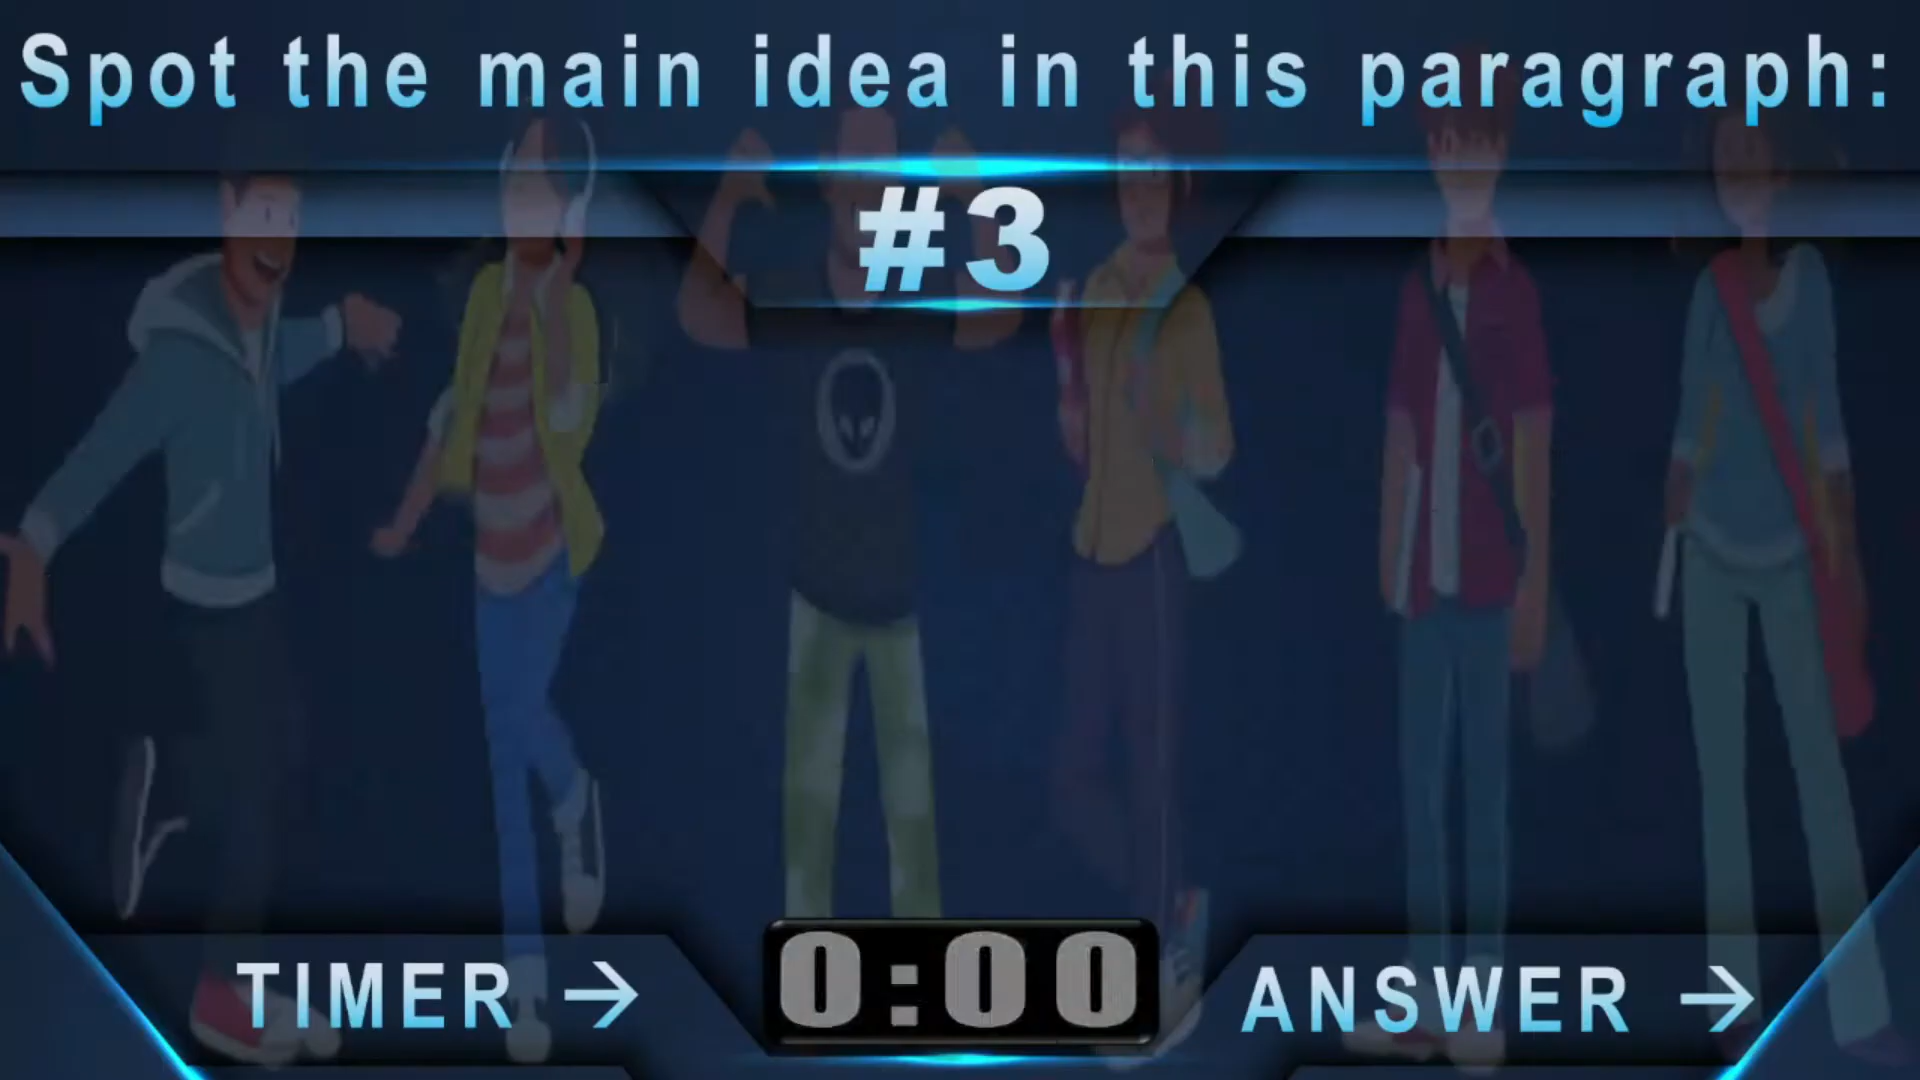 Spot the main idea in this paragraph:
#3
TIMER →
0:00
ANSWER →